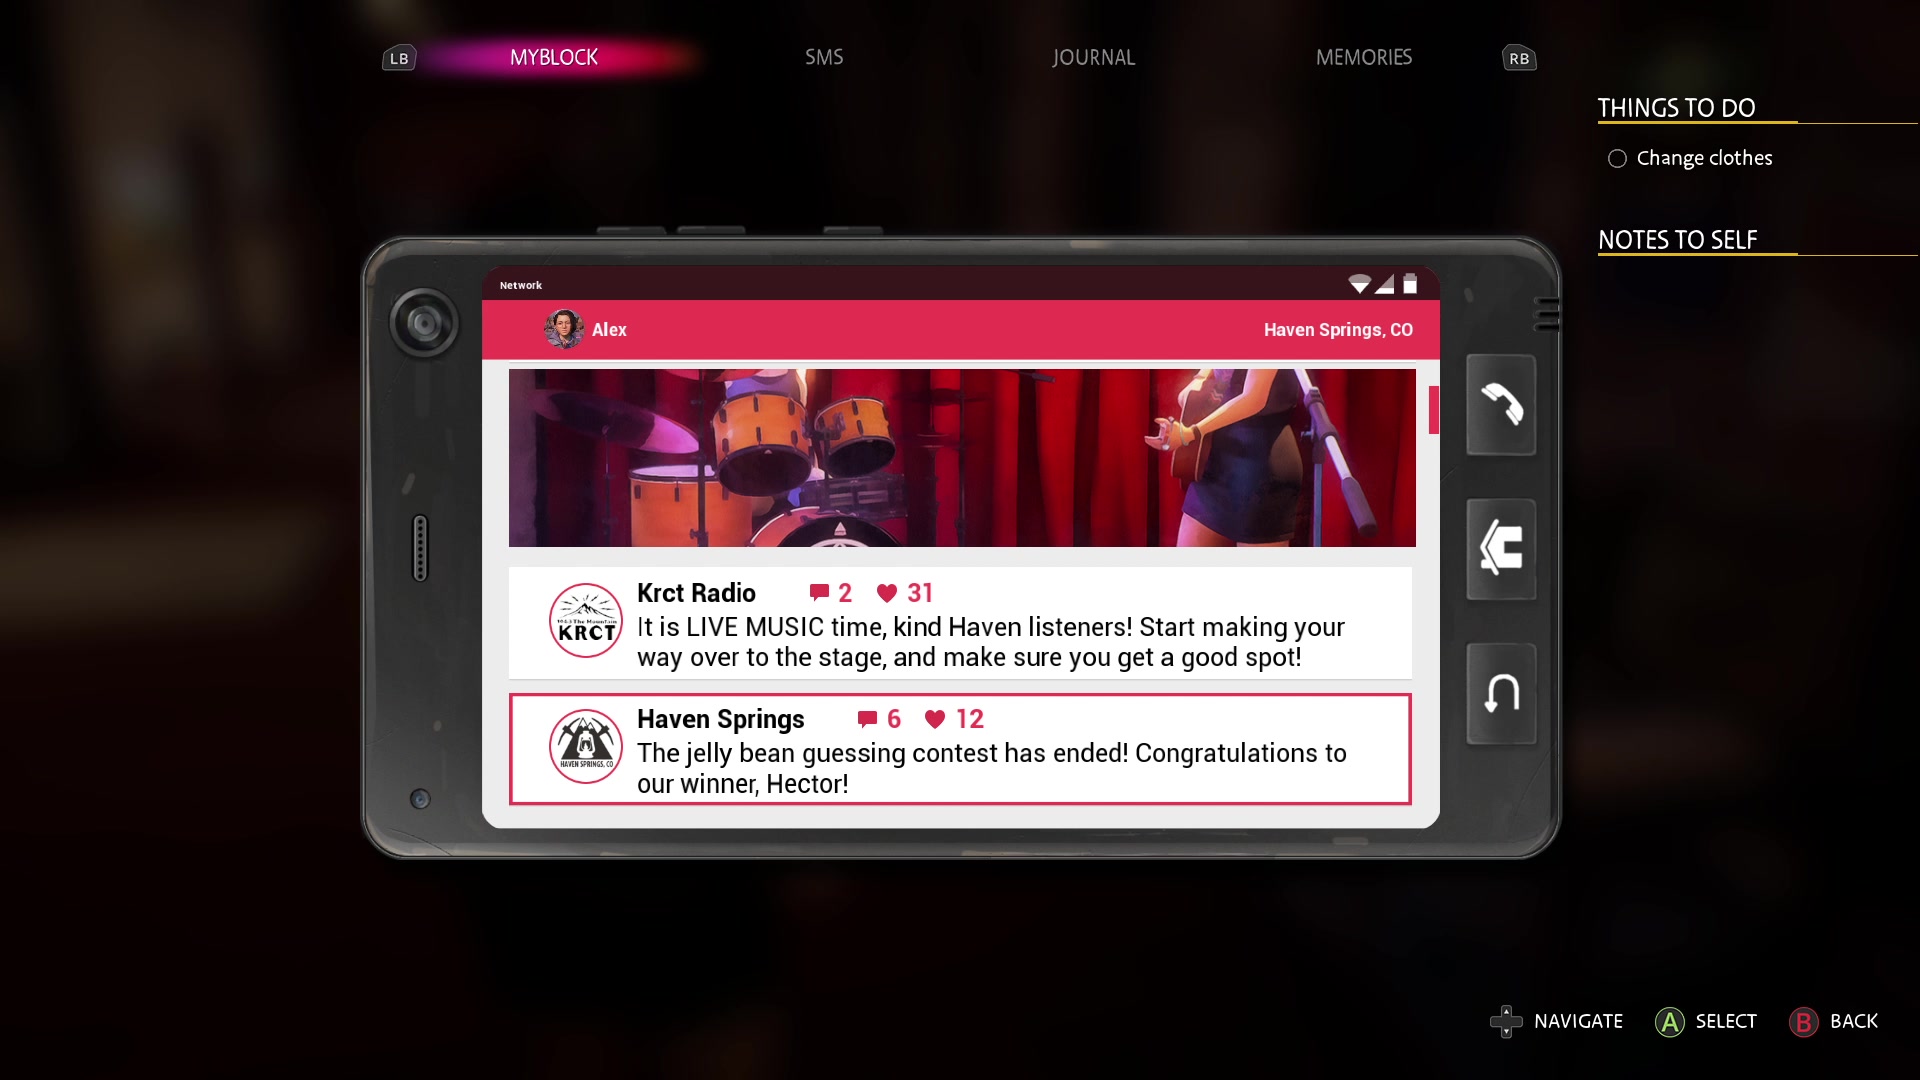 LB
MYBLOCK
SMS
JOURNAL
MEMORIES
RB
THINGS TO DO
Change clothes
NOTES TO SELF
Network
Alex
Haven Springs, CO
Krct Radio 2 31
It is LIVE MUSIC time, kind Haven listeners! Start making your
way over to the stage, and make sure you get a good spot!
The Mountain
KRCT
Haven Springs 6 12
The jelly bean guessing contest has ended! Congratulations to
our winner, Hector!
HAVEN SPRINGS, CO
NAVIGATE
A SELECT
B BACK